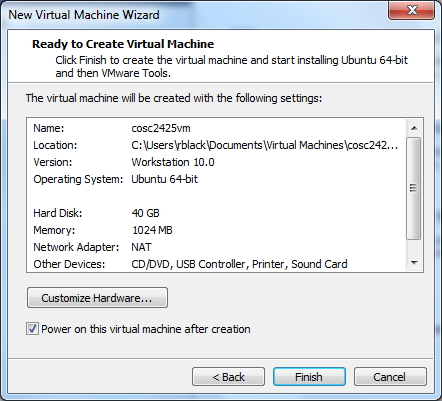 New Virtual Machine Wizard
Ready to Create Virtual Machine
Click Finish to create the virtual machine and start installing Ubuntu 64-bit
and then VMware Tools.
The virtual machine will be created with the following settings:
Name: cosc2425vm
Location: C:\Users\rblack\Documents\Virtual Machines\cosc242...
Version: Workstation 10.0
Operating System: Ubuntu 64-bit
Hard Disk: 40 GB
Memory: 1024 MB
Network Adapter: NAT
Other Devices: CD/DVD, USB Controller, Printer, Sound Card
Customize Hardware...
Power on this virtual machine after creation
< Back Finish Cancel